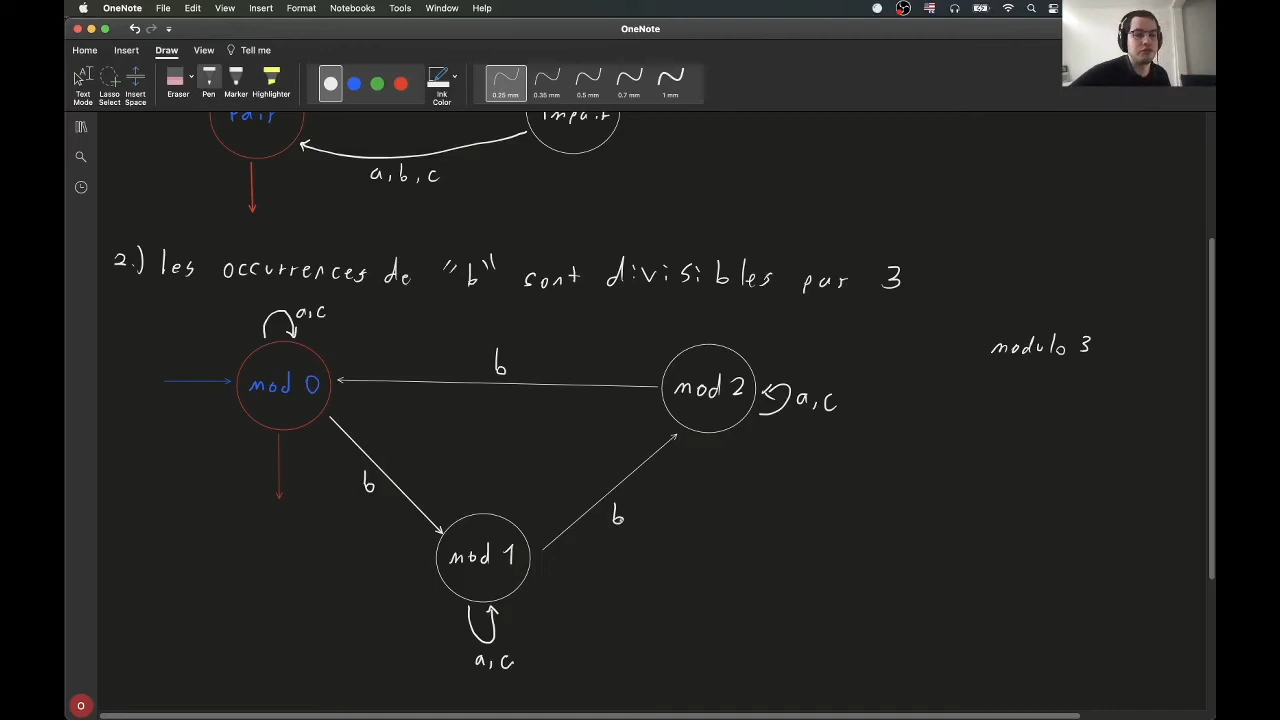 OneNote File Edit View Insert Format Notebooks Tools Window Help
OneNote
Home Insert Draw View Tell me
Text Mode Lasso Select Insert Space Eraser Pen Marker Highlighter Ink Color 0.25 mm 0.35 mm 0.5 mm 0.7 mm 1 mm
Pair Impair
a, b, c
2.) les occurrences de "b" sont divisibles par 3
a,c
modulo 3
b
mod 0 mod 2 a, c
b
b
mod 1
a, c
O